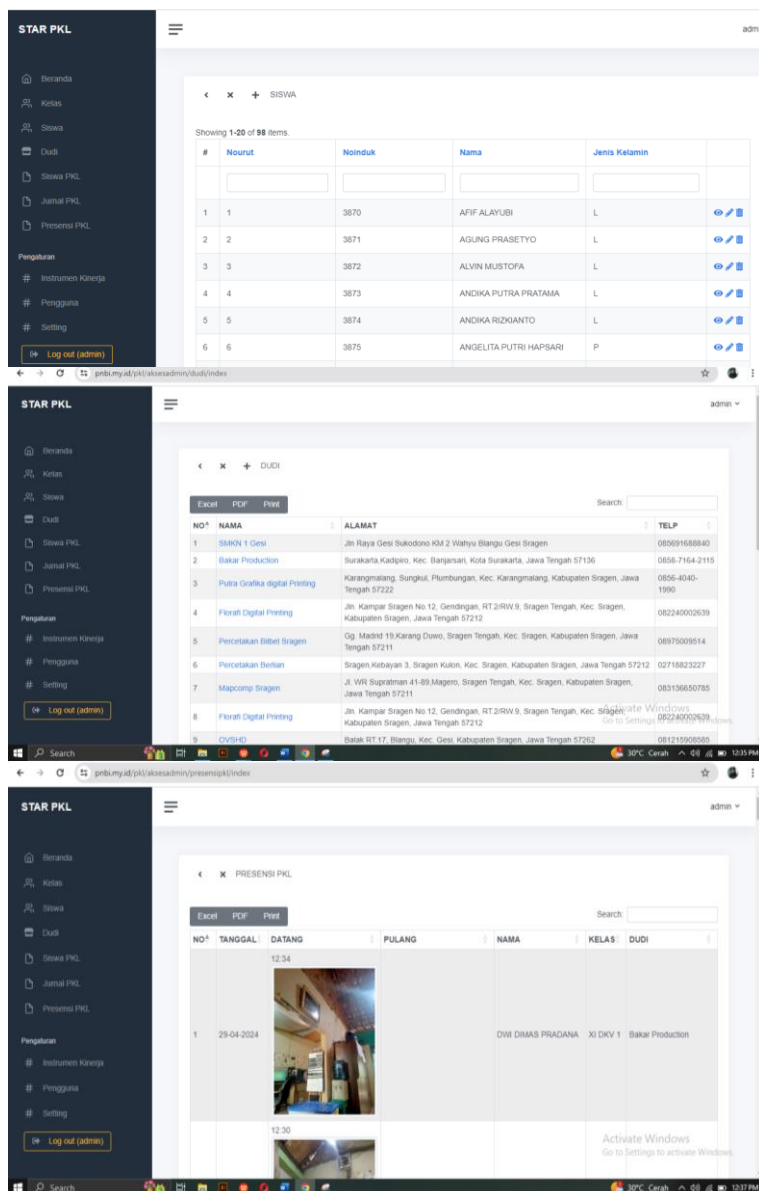 STAR PKL
adm
Beranda
Kelas
Siswa
Dudi
Siswa PKL
Jurnal PKL
Presensi PKL
Pengaturan
# Instrumen Kinerja
# Pengguna
# Setting
Log out (admin)
SISWA
Showing 1-20 of 98 items.
# Nourut Noinduk Nama Jenis Kelamin
1 1 3870 AFIF ALAYUBI L
2 2 3871 AGUNG PRASETYO L
3 3 3872 ALVIN MUSTOFA L
4 4 3873 ANDIKA PUTRA PRATAMA L
5 5 3874 ANDIKA RIZKIANTO L
6 6 3875 ANGELITA PUTRI HAPSARI P
pnbi.my.id/pkl/aksesadmin/dudi/index
STAR PKL
admin
Beranda
Kelas
Siswa
Dudi
Siswa PKL
Jurnal PKL
Presensi PKL
Pengaturan
# Instrumen Kinerja
# Pengguna
# Setting
Log out (admin)
DUDI
Excel PDF Print
Search:
NO NAMA ALAMAT TELP
1 SMKN 1 Gesi Jln Raya Gesi Sukodono KM 2 Wahyu Blangu Gesi Sragen 085691688840
2 Bakar Production Surakarta,Kadipiro, Kec. Banjarsari, Kota Surakarta, Jawa Tengah 57136 0856-7164-2115
3 Putra Grafika digital Printing Karangmalang, Sungkul, Plumbungan, Kec. Karangmalang, Kabupaten Sragen, Jawa 0856-4040-
Tengah 57222 1990
4 Florafi Digital Printing Jln. Kampar Sragen No.12, Gendingan, RT.2/RW.9, Sragen Tengah, Kec. Sragen, 082240002639
Kabupaten Sragen, Jawa Tengah 57212
5 Percetakan Bitbet Sragen Gg. Madrid 19,Karang Duwo, Sragen Tengah, Kec. Sragen, Kabupaten Sragen, Jawa 08975009514
Tengah 57211
6 Percetakan Berlian Sragen,Kebayan 3, Sragen Kulon, Kec. Sragen, Kabupaten Sragen, Jawa Tengah 57212 02718823227
7 Mapcomp Sragen Jl. WR Supratman 41-89,Magero, Sragen Tengah, Kec. Sragen, Kabupaten Sragen, 083136650785
Jawa Tengah 57211
8 Florafi Digital Printing Jln. Kampar Sragen No.12, Gendingan, RT.2/RW.9, Sragen Tengah, Kec. Sragen, 082240002639
Kabupaten Sragen, Jawa Tengah 57212
9 OVSHD Balak RT.17, Blangu, Kec. Gesi, Kabupaten Sragen, Jawa Tengah 57262 081215908585
Activate Windows
Go to Settings to activate Windows.
Search 30°C Cerah 12:35 PM
pnbi.my.id/pkl/aksesadmin/presensipkl/index
STAR PKL
admin
Beranda
Kelas
Siswa
Dudi
Siswa PKL
Jurnal PKL
Presensi PKL
Pengaturan
# Instrumen Kinerja
# Pengguna
# Setting
Log out (admin)
PRESENSI PKL
Excel PDF Print
Search:
NO TANGGAL DATANG PULANG NAMA KELAS DUDI
12:34
1 29-04-2024 DWI DIMAS PRADANA XI DKV 1 Bakar Production
12:30
Activate Windows
Go to Settings to activate Windows.
Search 30°C Cerah 12:37 PM